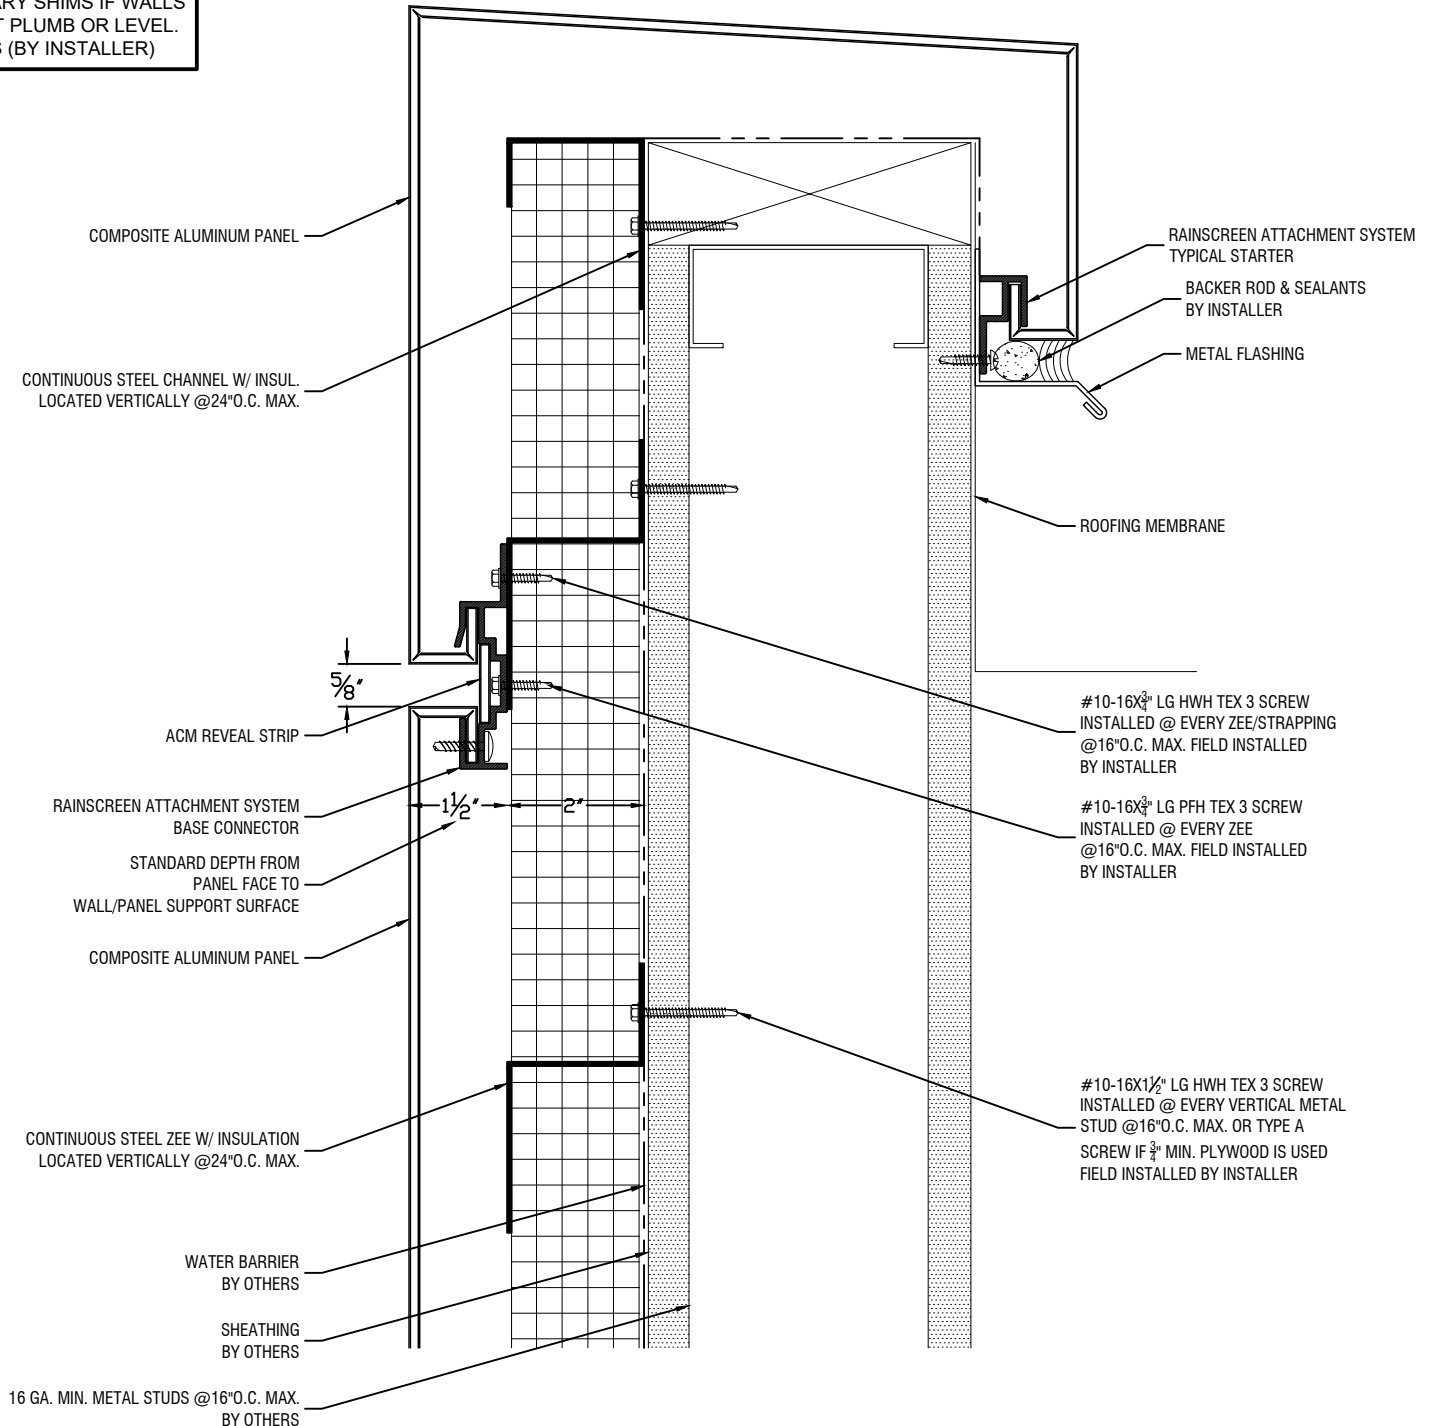 ARY SHIMS IF WALLS
T PLUMB OR LEVEL.
(BY INSTALLER)
COMPOSITE ALUMINUM PANEL
CONTINUOUS STEEL CHANNEL W/ INSUL.
LOCATED VERTICALLY @24"O.C. MAX.
5/8"
ACM REVEAL STRIP
RAINSCREEN ATTACHMENT SYSTEM
BASE CONNECTOR
1 1/2"
2"
STANDARD DEPTH FROM
PANEL FACE TO
WALL/PANEL SUPPORT SURFACE
COMPOSITE ALUMINUM PANEL
CONTINUOUS STEEL ZEE W/ INSULATION
LOCATED VERTICALLY @24"O.C. MAX.
WATER BARRIER
BY OTHERS
SHEATHING
BY OTHERS
16 GA. MIN. METAL STUDS @16"O.C. MAX.
BY OTHERS
RAINSCREEN ATTACHMENT SYSTEM
TYPICAL STARTER
BACKER ROD & SEALANTS
BY INSTALLER
METAL FLASHING
ROOFING MEMBRANE
#10-16X3/4" LG HWH TEX 3 SCREW
INSTALLED @ EVERY ZEE/STRAPPING
@16"O.C. MAX. FIELD INSTALLED
BY INSTALLER
#10-16X3/4" LG PFH TEX 3 SCREW
INSTALLED @ EVERY ZEE
@16"O.C. MAX. FIELD INSTALLED
BY INSTALLER
#10-16X1 1/2" LG HWH TEX 3 SCREW
INSTALLED @ EVERY VERTICAL METAL
STUD @16"O.C. MAX. OR TYPE A
SCREW IF 3/4" MIN. PLYWOOD IS USED
FIELD INSTALLED BY INSTALLER